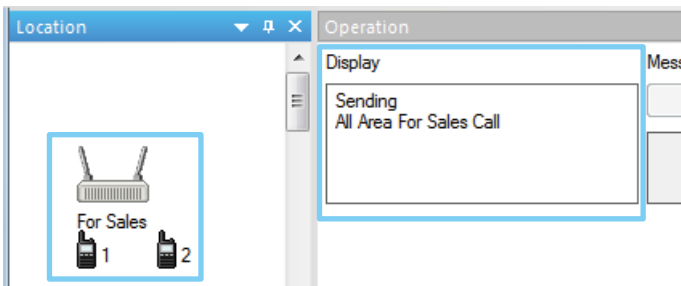 Location
Operation
Display
Sending
All Area For Sales Call
For Sales
1
2